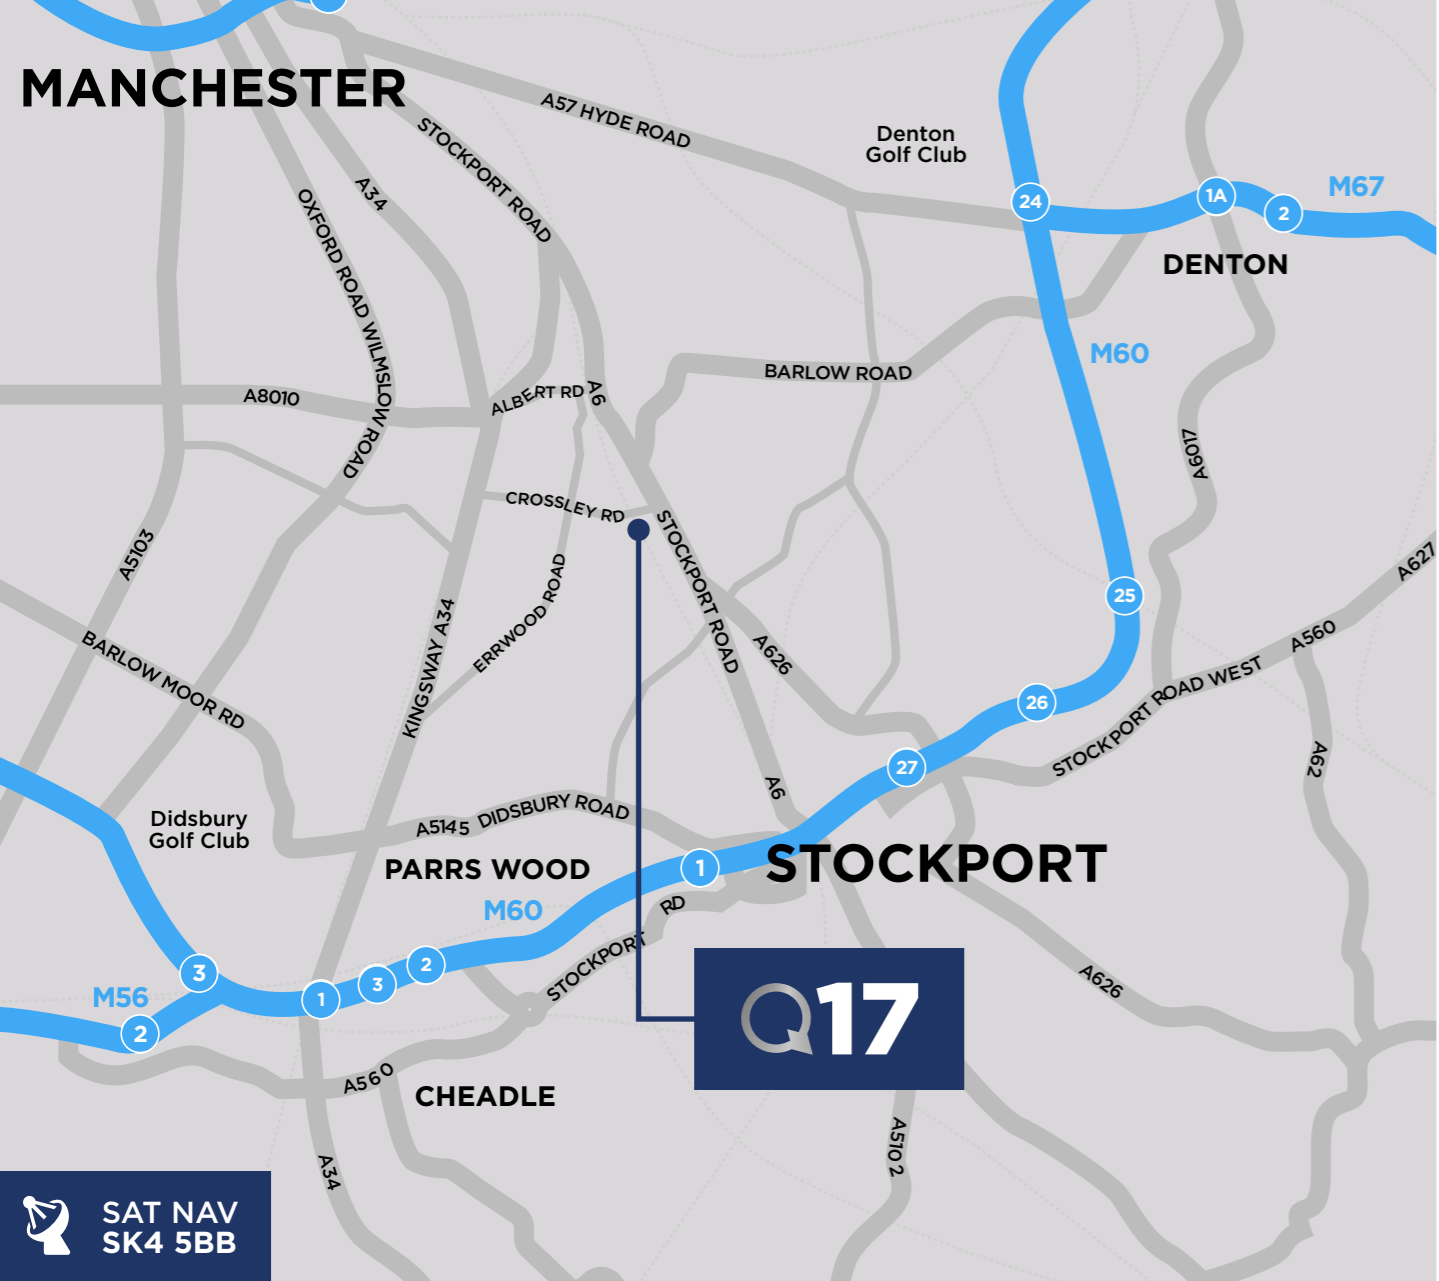 MANCHESTER
A57 HYDE ROAD
STOCKPORT ROAD
Denton
Golf Club
A34
OXFORD ROAD WILMSLOW ROAD
24
1A
2
M67
DENTON
M60
BARLOW ROAD
A8010
ALBERT RD
A6
A6017
CROSSLEY RD
STOCKPORT ROAD
A5103
ERRWOOD ROAD
KINGSWAY A34
25
A627
A560
BARLOW MOOR RD
A626
STOCKPORT ROAD WEST
26
27
A62
A6
Didsbury
Golf Club
A5145 DIDSBURY ROAD
PARRS WOOD
1
STOCKPORT
M60
STOCKPORT RD
3
M56
2
1
3
2
A626
Q17
A560
CHEADLE
A34
A510 2
SAT NAV
SK4 5BB